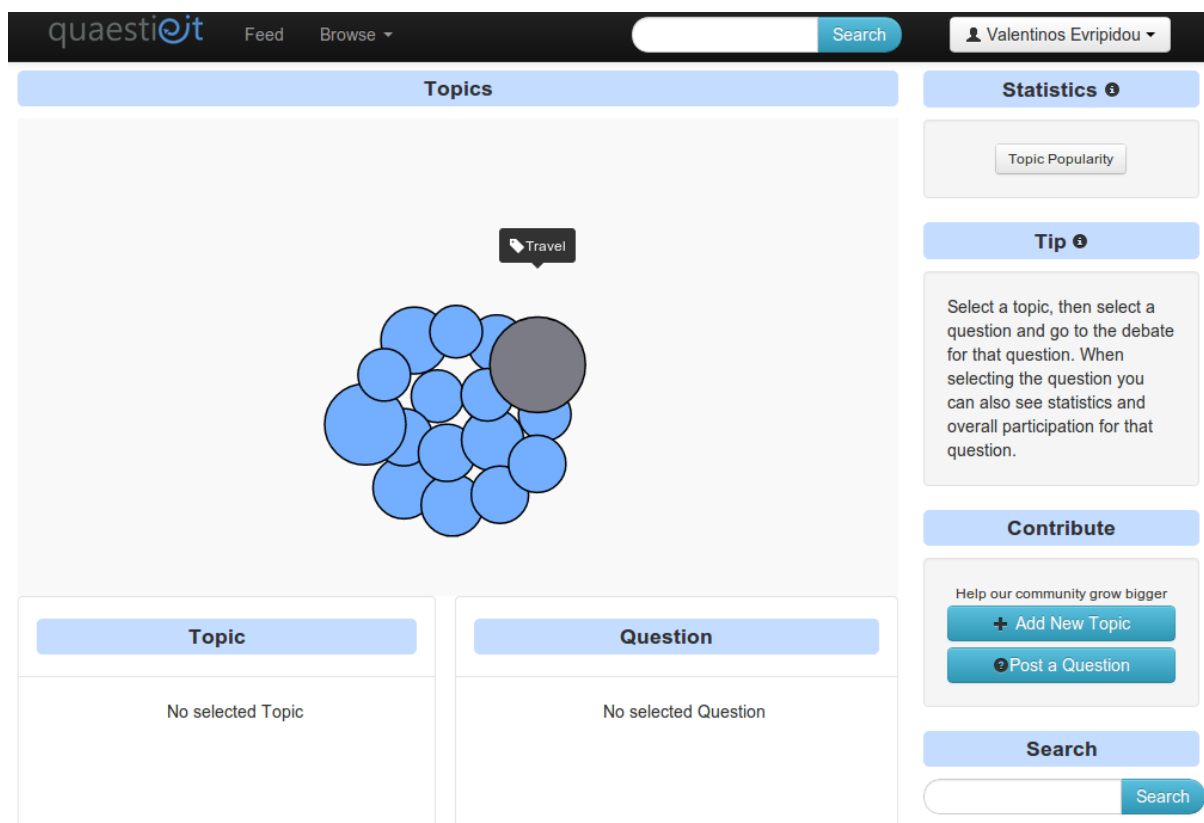 quaestioit Feed Browse Search Valentinos Evripidou
Topics
Travel
Topic
No selected Topic
Question
No selected Question
Statistics
Topic Popularity
Tip
Select a topic, then select a
question and go to the debate
for that question. When
selecting the question you
can also see statistics and
overall participation for that
question.
Contribute
Help our community grow bigger
Add New Topic
Post a Question
Search
Search